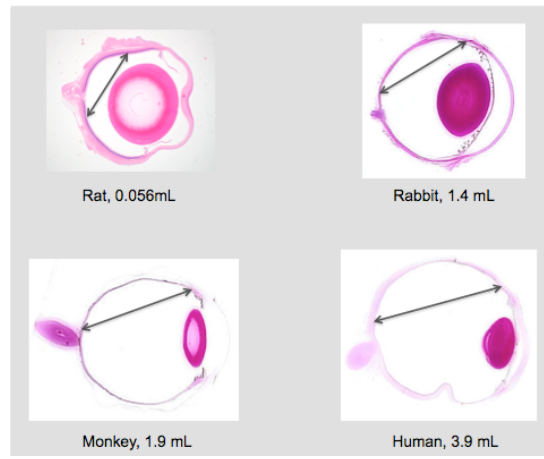 Rat, 0.056mL
Rabbit, 1.4 mL
Monkey, 1.9 mL
Human, 3.9 mL